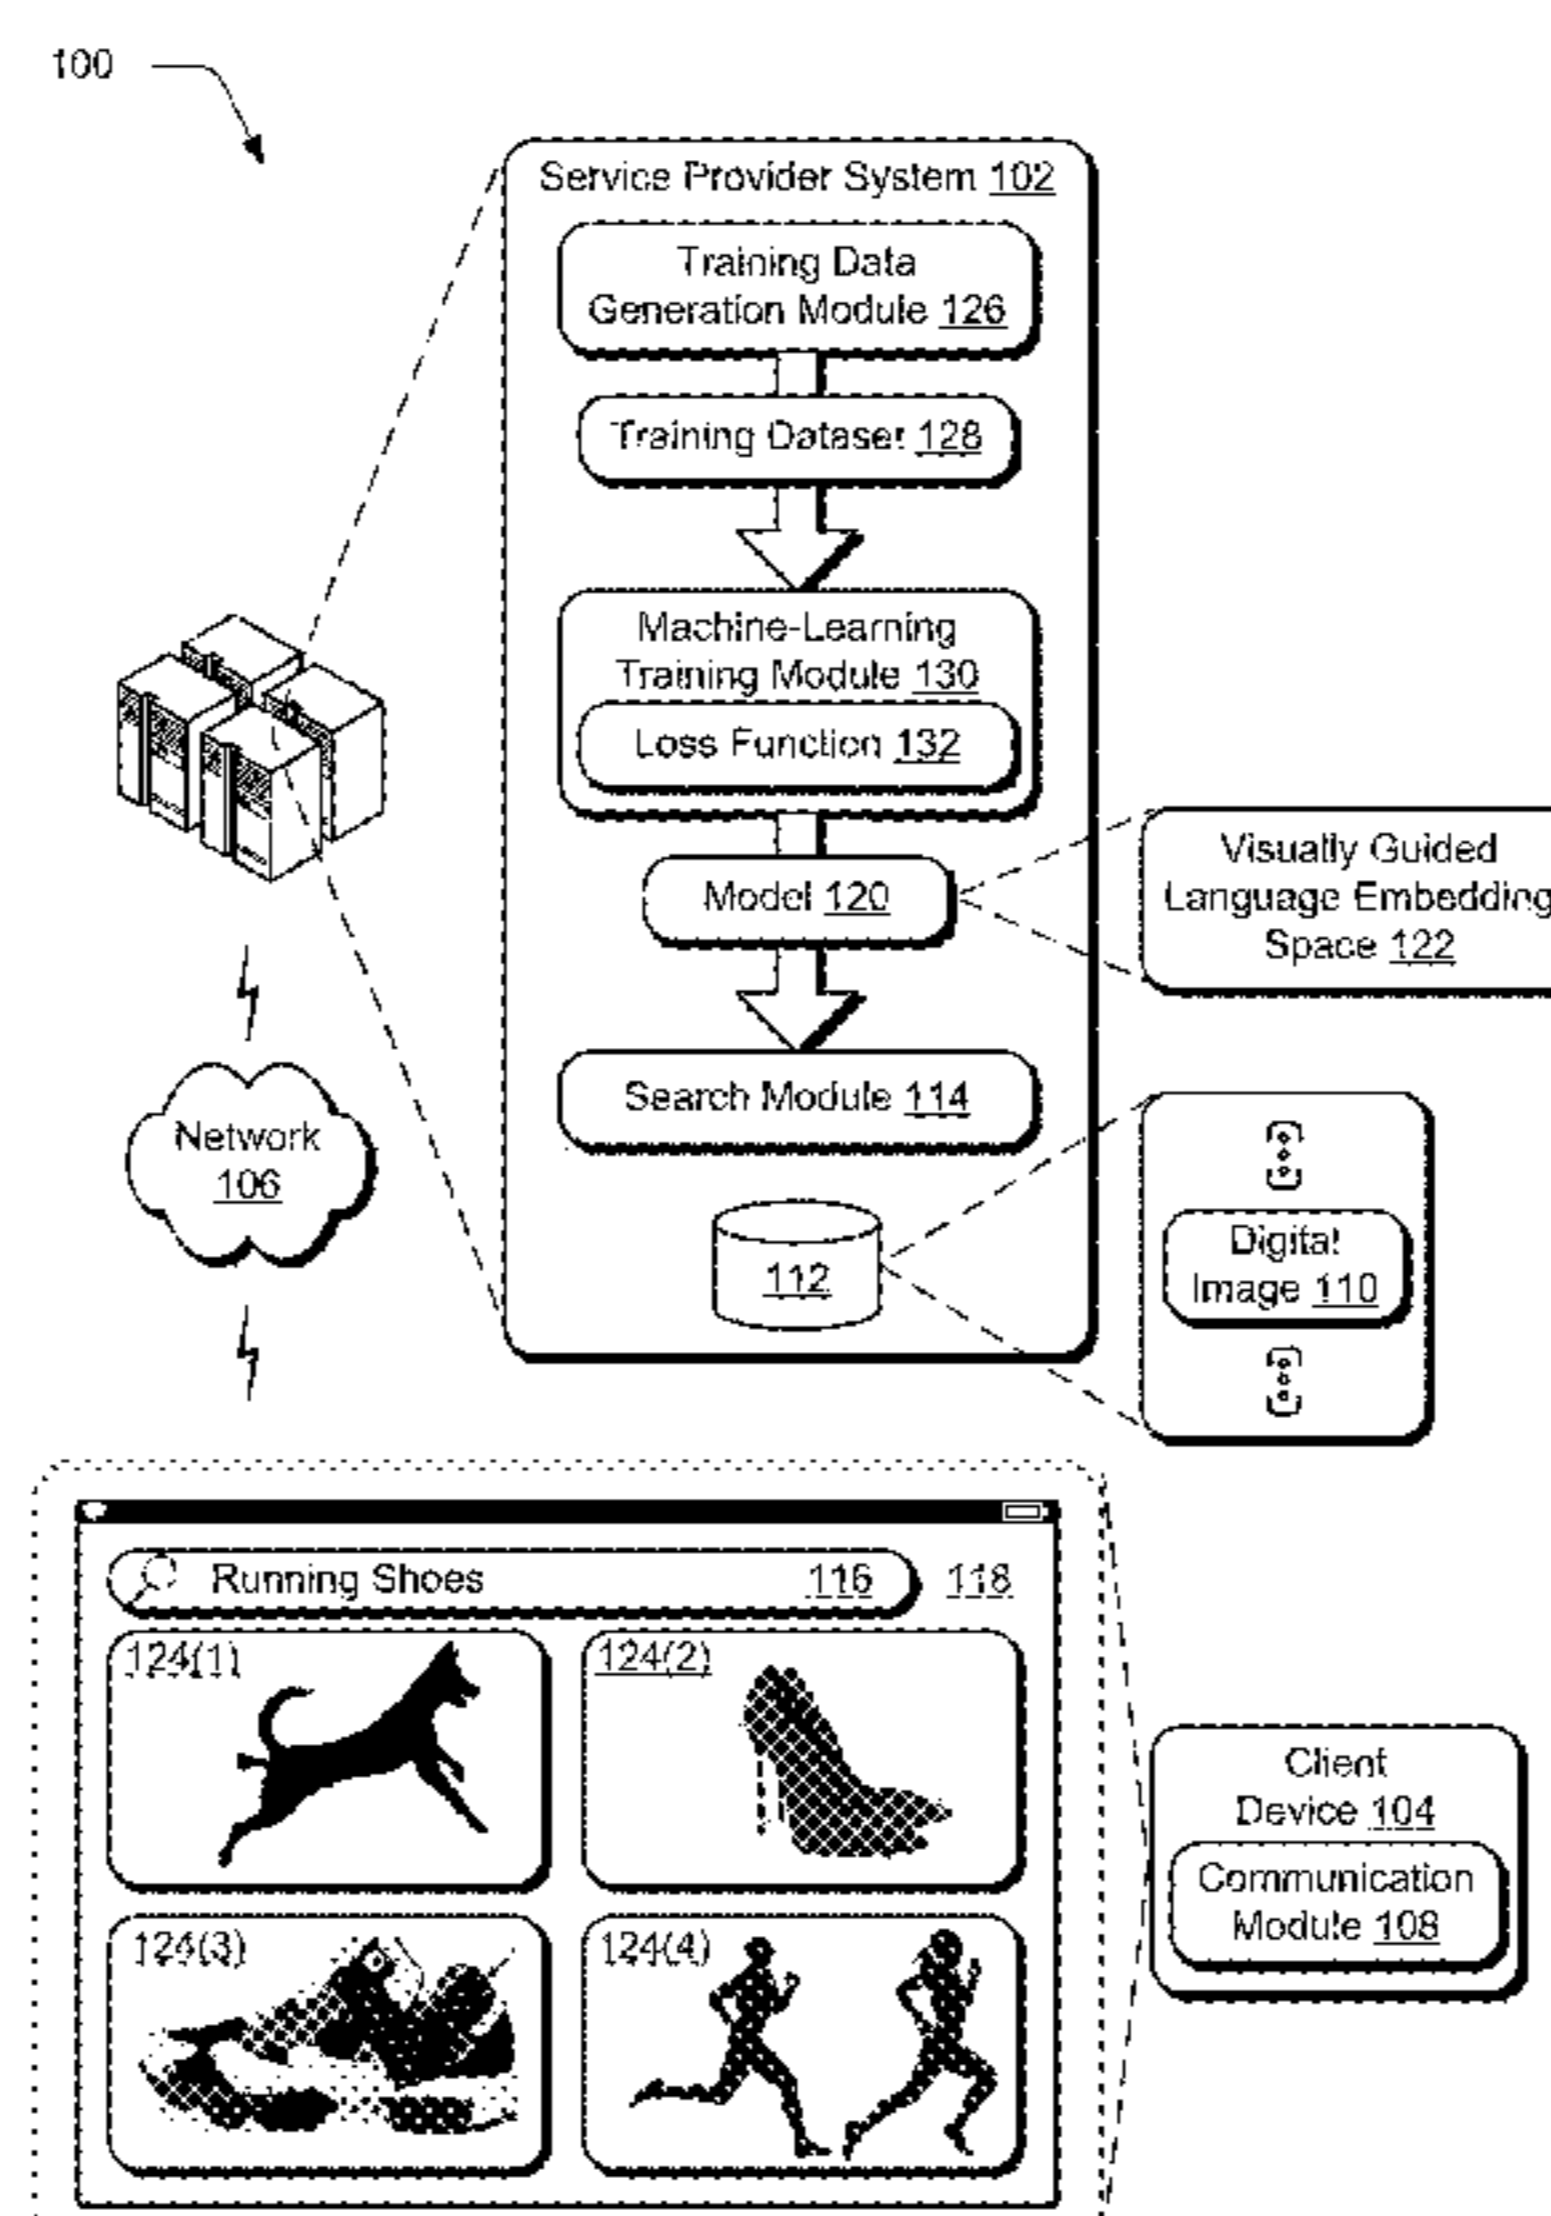 100
Service Provider System 102
Training Data
Generation Module 126
Training Dataser 128
Machine-Learning
Training Module 130
Loss Function 132
Model 120
Visually Guided
Language Embedding
Space 122
Search Module 114
Network
106
112
Digital
Image 110
Running Shoes 116 118
124(1) 124(2)
Client
Device 104
Communication
Module 108
124(3) 124(4)